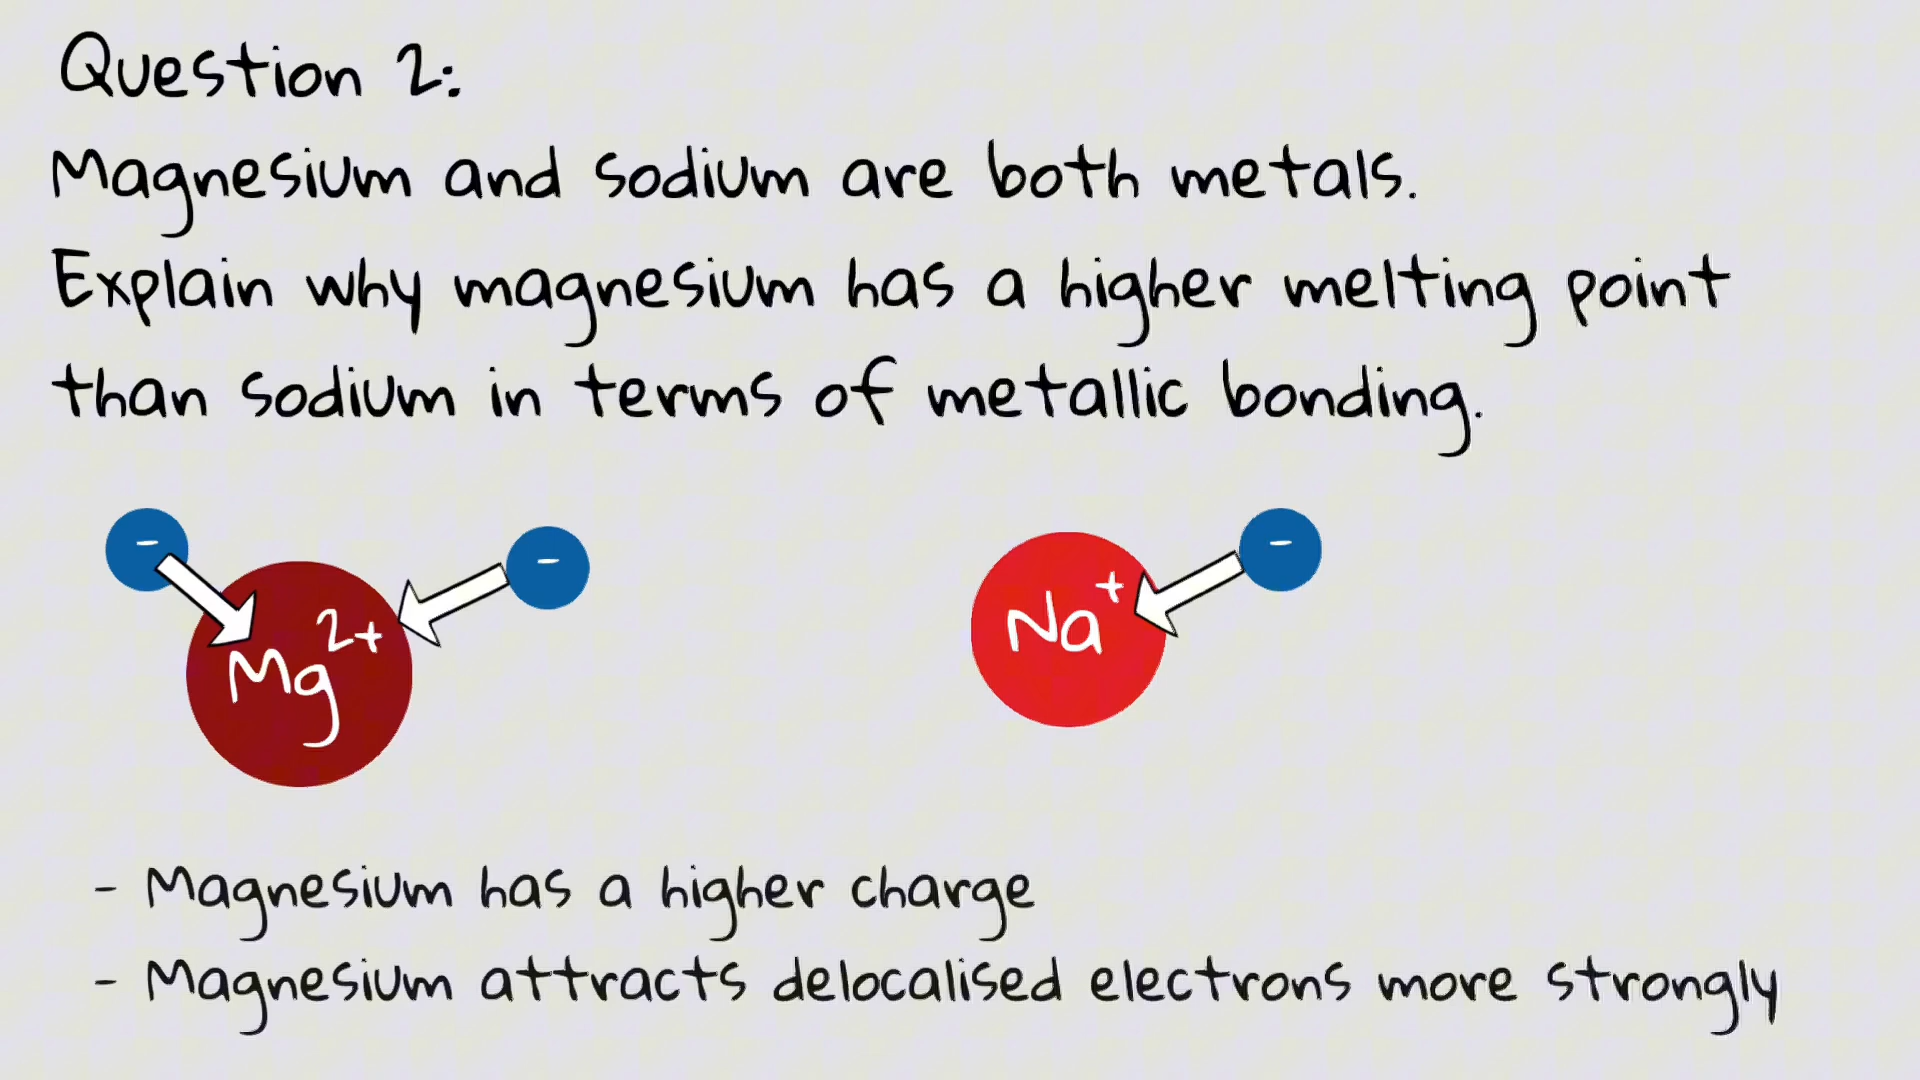 Question 2:
Magnesium and sodium are both metals.
Explain why magnesium has a higher melting point
than sodium in terms of metallic bonding.
- -
-
Mg²⁺
Na⁺
- Magnesium has a higher charge
- Magnesium attracts delocalised electrons more strongly